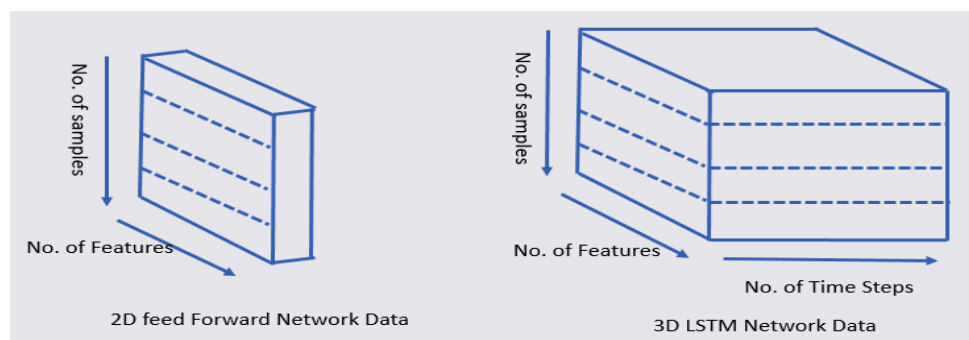 No. of samples
No. of Features
2D feed Forward Network Data
No. of samples
No. of Features
No. of Time Steps
3D LSTM Network Data